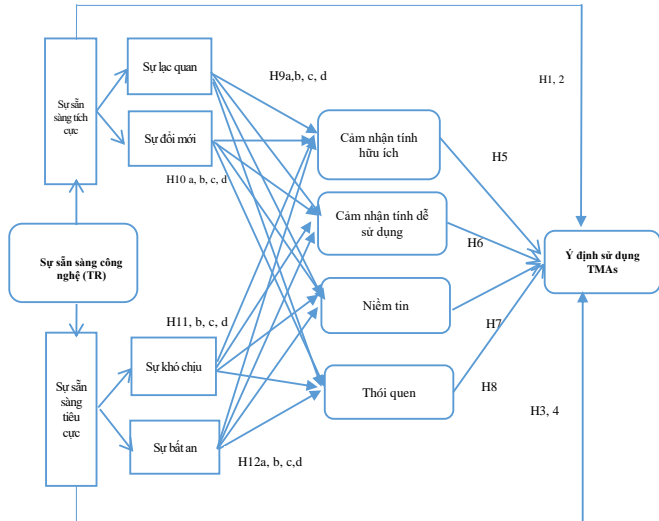 Sự sẵn
sàng tích
cực
Sự lạc quan
H9a,b, c, d
H1, 2
Sự đổi mới
Cảm nhận tính
hữu ích
H5
H10 a, b, c, d
Cảm nhận tính dễ
sử dụng
H6
Sự sẵn sàng công
nghệ (TR)
Ý định sử dụng
TMAs
Niềm tin
H7
H11, b, c, d
Sự khó chịu
Sự sẵn
sàng
tiêu
cực
Thói quen
H8
H3, 4
Sự bất an
H12a, b, c,d